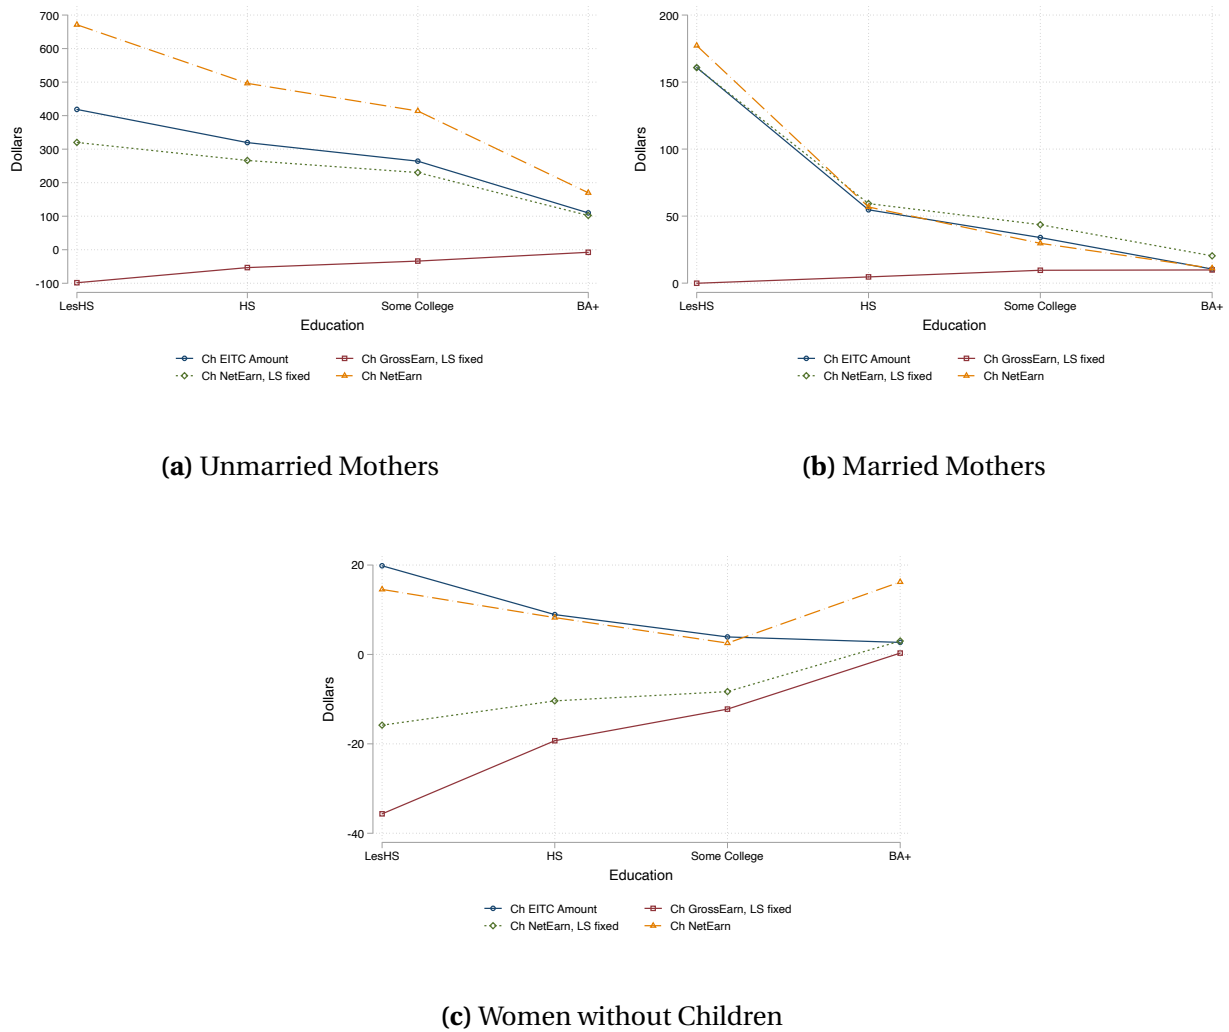 700
600
500
400
300
200
100
0
-100
Dollars
LesHS HS Some College BA+
Education
Ch EITC Amount Ch GrossEarn, LS fixed
Ch NetEarn, LS fixed Ch NetEarn
(a) Unmarried Mothers
200
150
100
50
0
Dollars
LesHS HS Some College BA+
Education
Ch EITC Amount Ch GrossEarn, LS fixed
Ch NetEarn, LS fixed Ch NetEarn
(b) Married Mothers
20
0
-20
-40
Dollars
LesHS HS Some College BA+
Education
Ch EITC Amount Ch GrossEarn, LS fixed
Ch NetEarn, LS fixed Ch NetEarn
(c) Women without Children